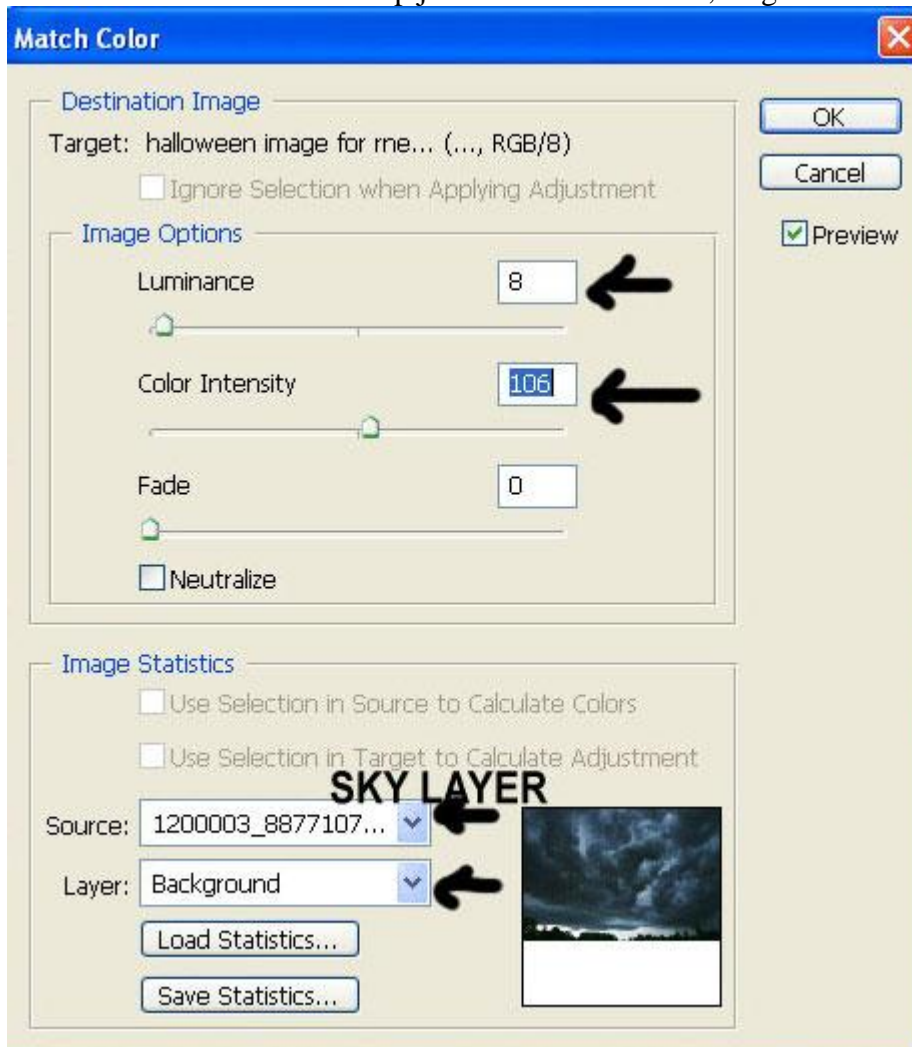 Match Color
Destination Image
Target: halloween image for me... (..., RGB/8)
Ignore Selection when Applying Adjustment
Image Options
Luminance 8
Color Intensity 106
Fade 0
Neutralize
OK
Cancel
Preview
Image Statistics
Use Selection in Source to Calculate Colors
Use Selection in Target to Calculate Adjustment
SKY LAYER
Source: 1200003_8877107...
Layer: Background
Load Statistics...
Save Statistics...